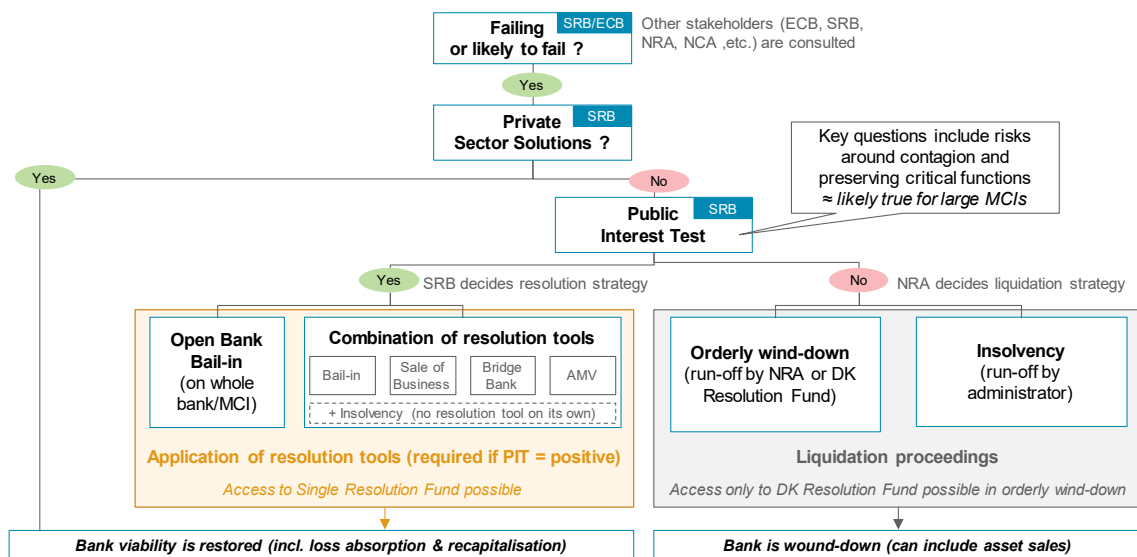 Failing
or likely to fail ?
SRB/ECB
Other stakeholders (ECB, SRB,
NRA, NCA ,etc.) are consulted
Yes
Private
Sector Solutions ?
SRB
Key questions include risks
around contagion and
preserving critical functions
≈ likely true for large MCIs
Yes
No
Public
Interest Test
SRB
Yes
SRB decides resolution strategy
No
NRA decides liquidation strategy
Open Bank
Bail-in
(on whole
bank/MCI)
Combination of resolution tools
Bail-in
Sale of
Business
Bridge
Bank
AMV
+ Insolvency (no resolution tool on its own)
Application of resolution tools (required if PIT = positive)
Access to Single Resolution Fund possible
Orderly wind-down
(run-off by NRA or DK
Resolution Fund)
Insolvency
(run-off by
administrator)
Liquidation proceedings
Access only to DK Resolution Fund possible in orderly wind-down
Bank viability is restored (incl. loss absorption & recapitalisation)
Bank is wound-down (can include asset sales)